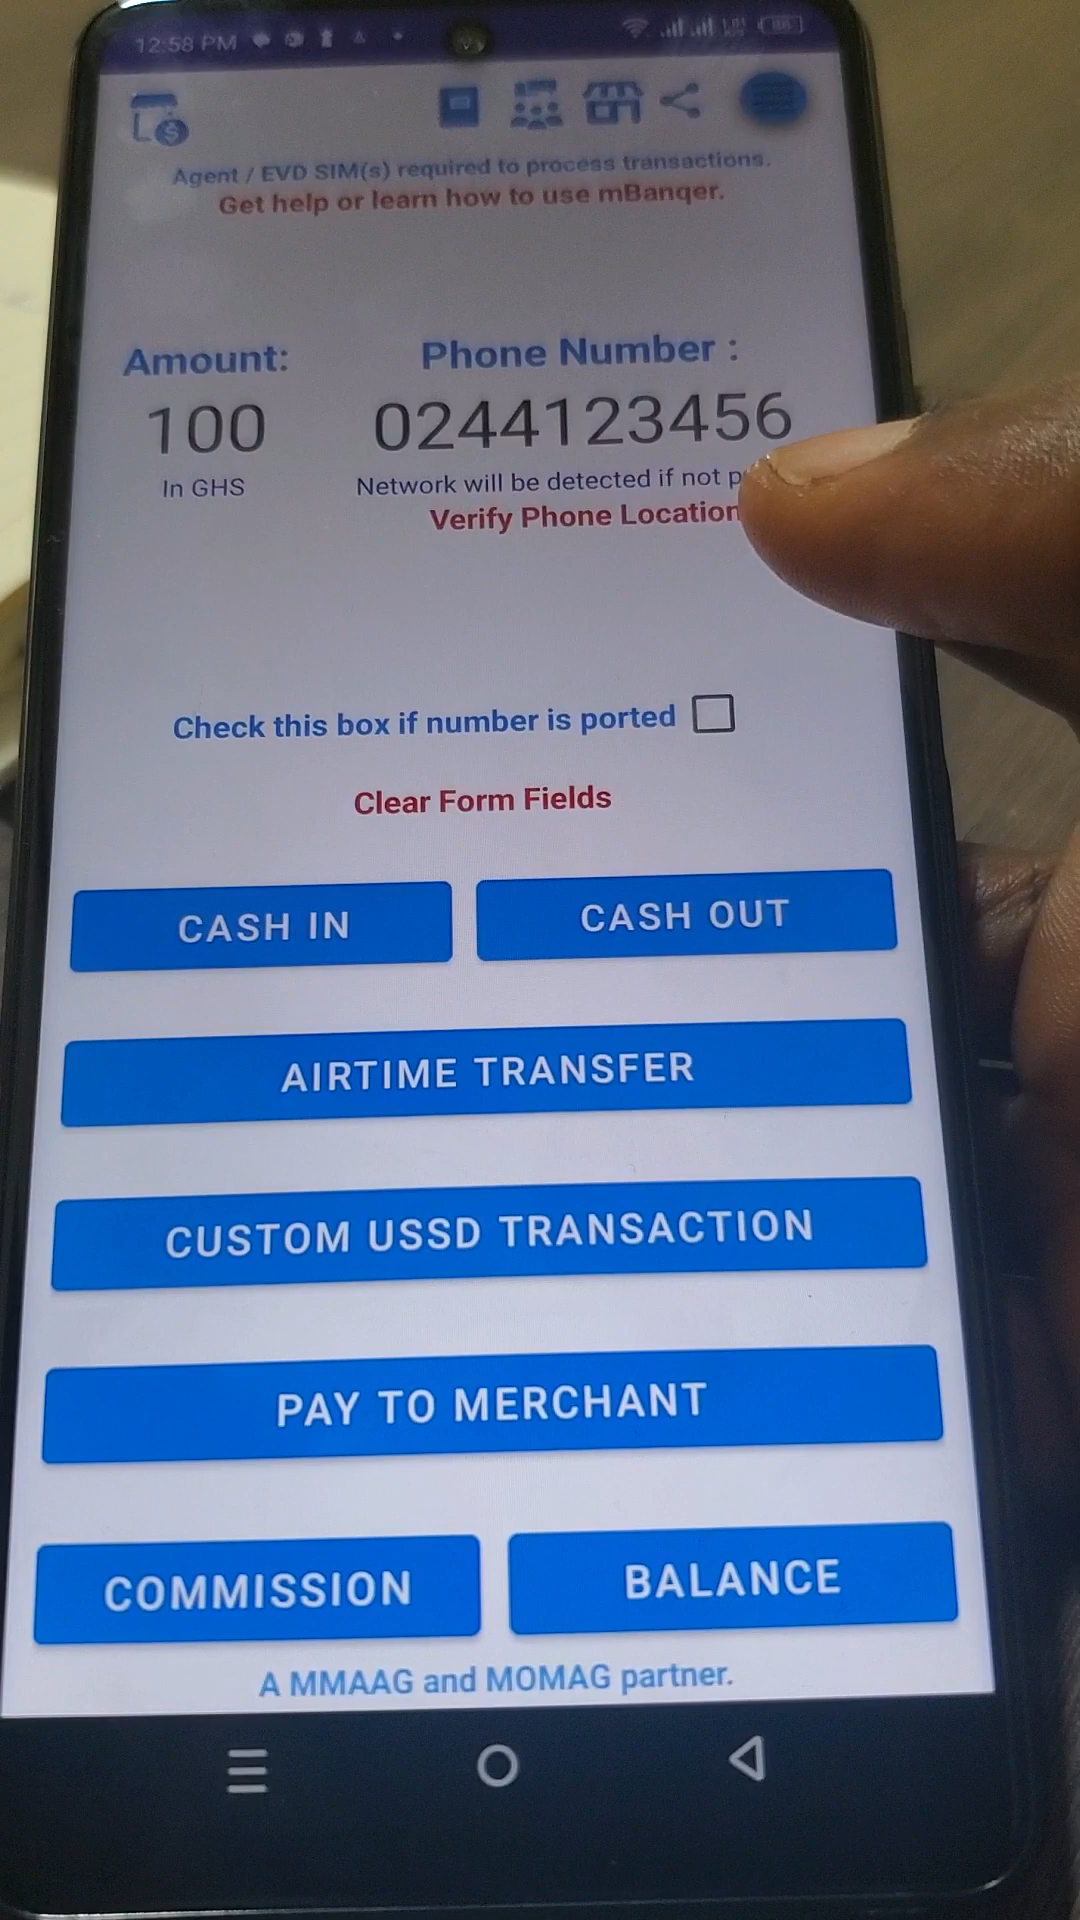 12:58 PM
Agent / EVD SIM(s) required to process transactions.
Get help or learn how to use mBanqer.
Amount:
Phone Number :
100
0244123456
In GHS
Network will be detected if not
Verify Phone Location
Check this box if number is ported
Clear Form Fields
CASH IN
CASH OUT
AIRTIME TRANSFER
CUSTOM USSD TRANSACTION
PAY TO MERCHANT
COMMISSION
BALANCE
A MMAAG and MOMAG partner.